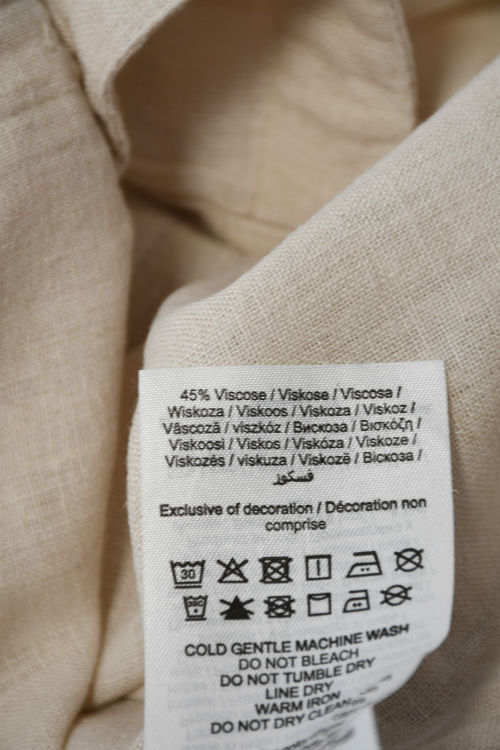 45% Viscose / Viskose / Viscosa /
Wiskoza / Viskoos / Viskoza / Viskoz /
Vâscoză / viszkóz / Вискоза / Βισκόζη /
Viskoosi / Viskos / Viskóza / Viskoze /
Viskozės / viskuza / Viskozë / Віскоза /
فسكوز
Exclusive of decoration / Décoration non
comprise
30
COLD GENTLE MACHINE WASH
DO NOT BLEACH
DO NOT TUMBLE DRY
LINE DRY
WARM IRON
DO NOT DRY CLEAN